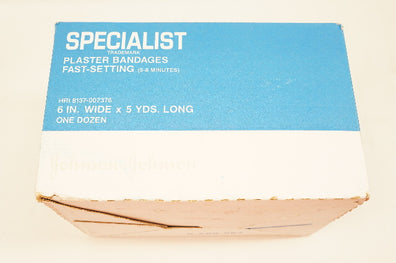 SPECIALIST
TRADEMARK
PLASTER BANDAGES
FAST-SETTING (5-8 MINUTES)
HRI 8137-007376
6 IN. WIDE x 5 YDS. LONG
ONE DOZEN
Johnson & Johnson